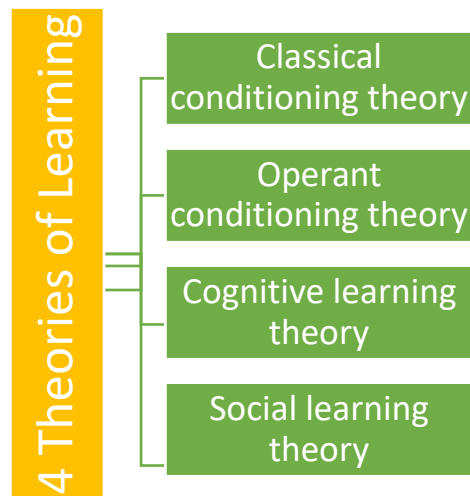 4 Theories of Learning
Classical
conditioning theory
Operant
conditioning theory
Cognitive learning
theory
Social learning
theory